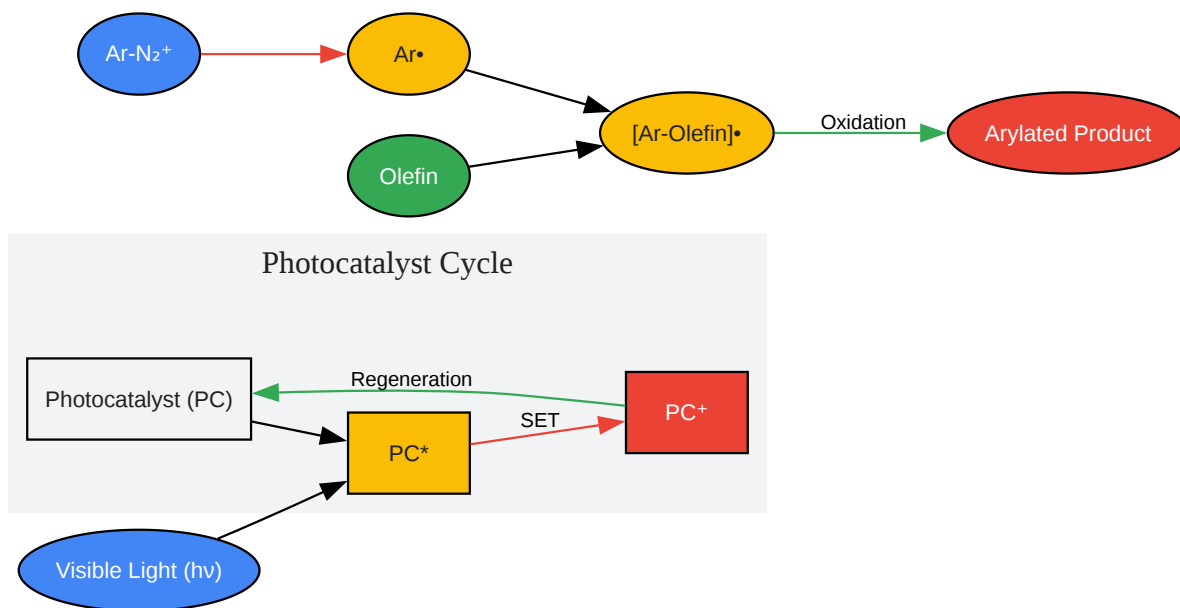 Ar-N₂⁺
Ar•
Olefin
[Ar-Olefin]•
Oxidation
Arylated Product
Photocatalyst Cycle
Photocatalyst (PC)
Regeneration
PC*
SET
PC⁺
Visible Light (hν)